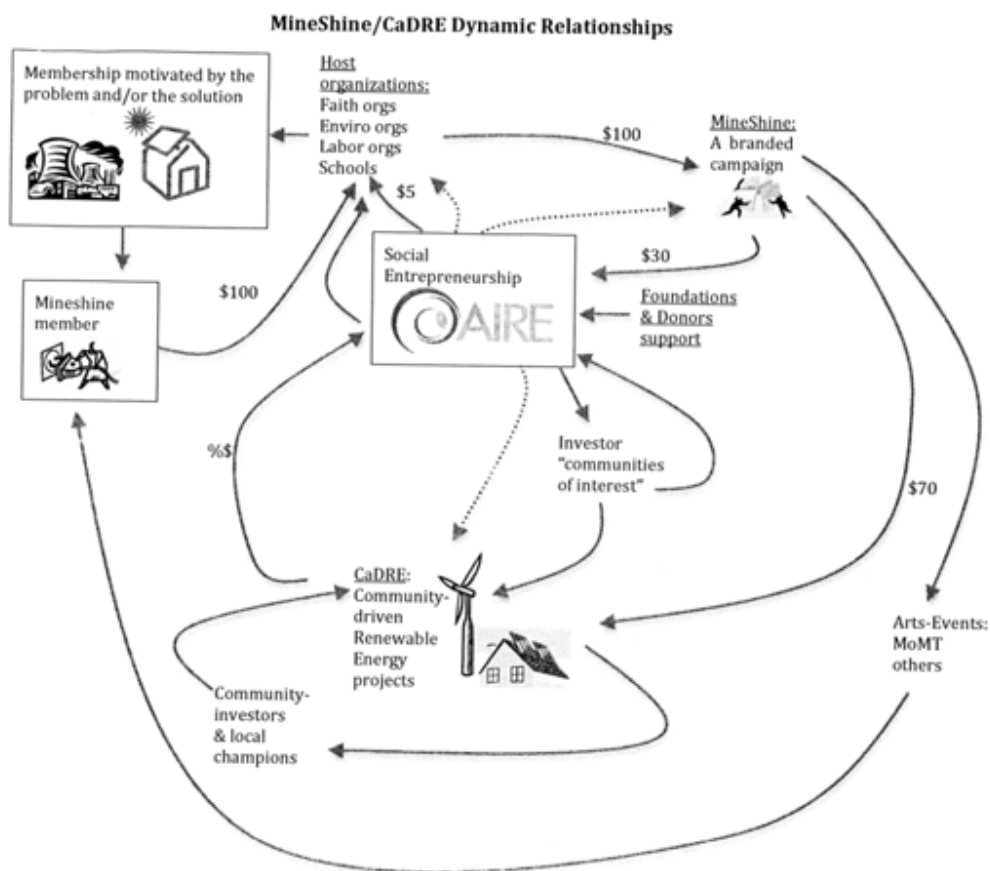 MineShine/CaDRE Dynamic Relationships
Membership motivated by the
problem and/or the solution
Host
organizations:
Faith orgs
Enviro orgs
Labor orgs
Schools
$100
MineShine:
A branded
campaign
$5
Social
Entrepreneurship
AIRE
$30
Foundations
& Donors
support
Mineshine
member
$100
%$
Investor
"communities
of interest"
$70
CaDRE:
Community-
driven
Renewable
Energy
projects
Arts-Events:
MoMT
others
Community-
investors
& local
champions